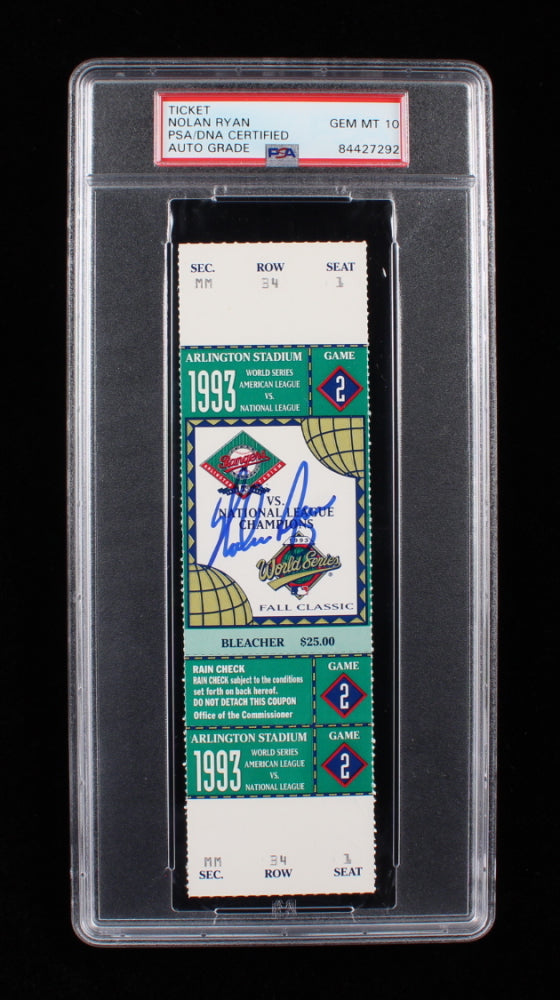 TICKET
NOLAN RYAN
PSA/DNA CERTIFIED GEM MT 10
AUTO GRADE PSA 84427292
SEC. ROW SEAT
MM 34 1
ARLINGTON STADIUM GAME
1993 WORLD SERIES
AMERICAN LEAGUE
VS.
NATIONAL LEAGUE
2
Rangers
VS.
NATIONAL LEAGUE
CHAMPIONS
Nolan Ryan
1993
World Series
FALL CLASSIC
BLEACHER $25.00
RAIN CHECK GAME
RAIN CHECK subject to the conditions
set forth on back hereof.
DO NOT DETACH THIS COUPON
Office of the Commissioner
2
ARLINGTON STADIUM GAME
1993 WORLD SERIES
AMERICAN LEAGUE
VS.
NATIONAL LEAGUE
2
MM 34 1
SEC. ROW SEAT
PSA